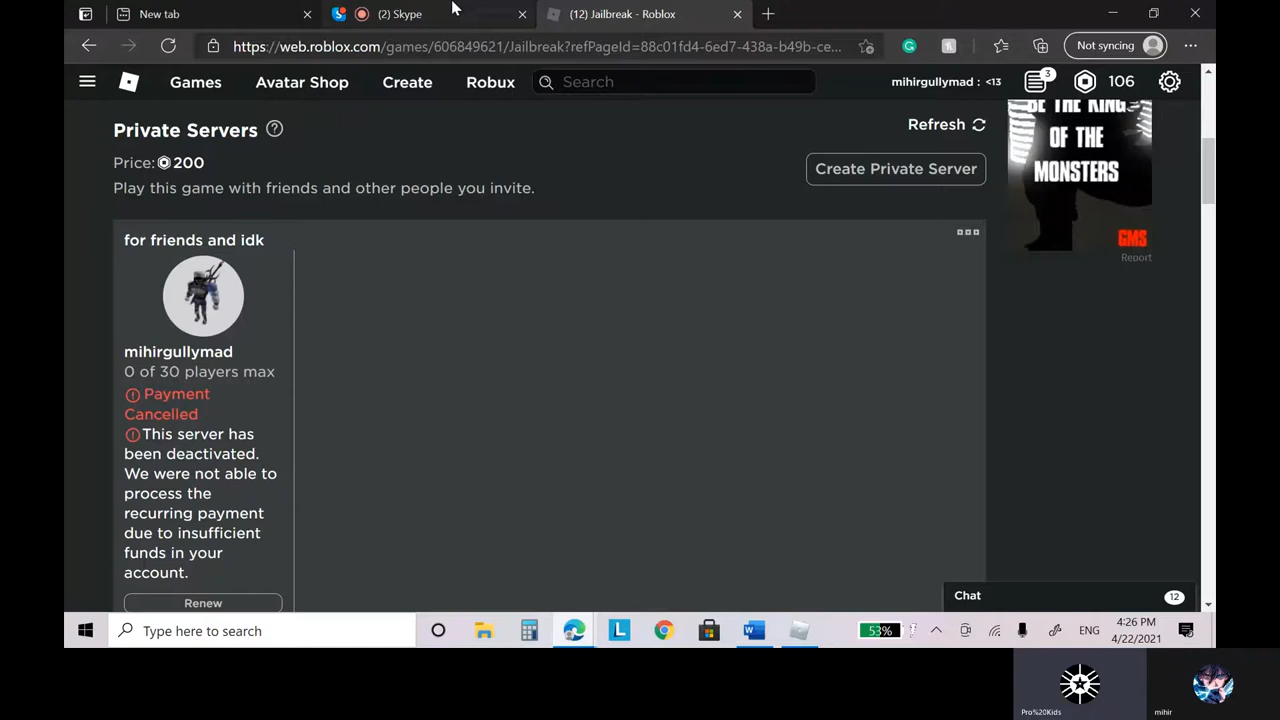 New tab
(2) Skype
(12) Jailbreak - Roblox
https://web.roblox.com/games/606849621/Jailbreak?refPageId=88c01fd4-6ed7-438a-b49b-ce...
Not syncing
Games
Avatar Shop
Create
Robux
Search
mihirgullymad : <13
3
106
Private Servers
Refresh
Price: 200
Create Private Server
Play this game with friends and other people you invite.
BE THE KING
OF THE
MONSTERS
GMS
Report
for friends and idk
mihirgullymad
0 of 30 players max
Payment
Cancelled
This server has
been deactivated.
We were not able to
process the
recurring payment
due to insufficient
funds in your
account.
Renew
Chat
12
Type here to search
53%
ENG
4:26 PM
4/22/2021
Pro%20Kids
mihir